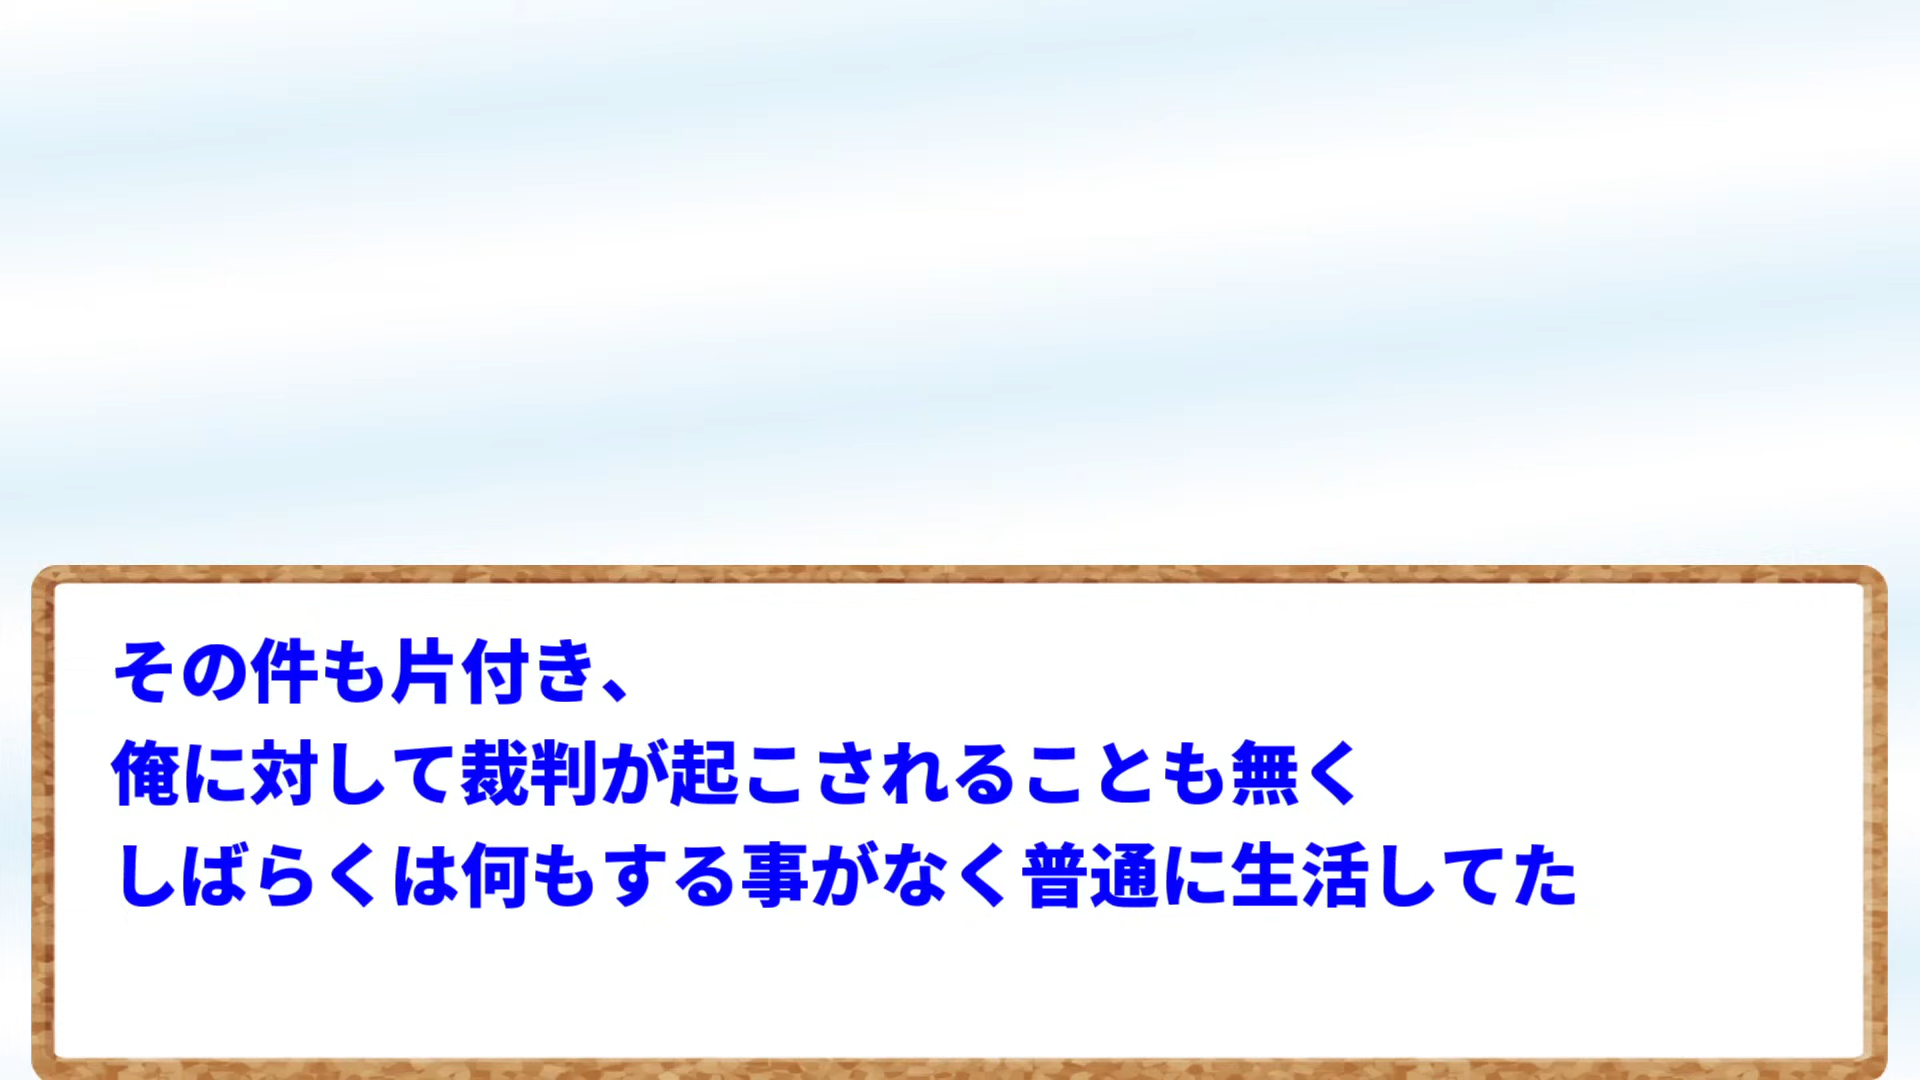 その件も片付き、
俺に対して裁判が起こされることも無く
しばらくは何もする事がなく普通に生活してた